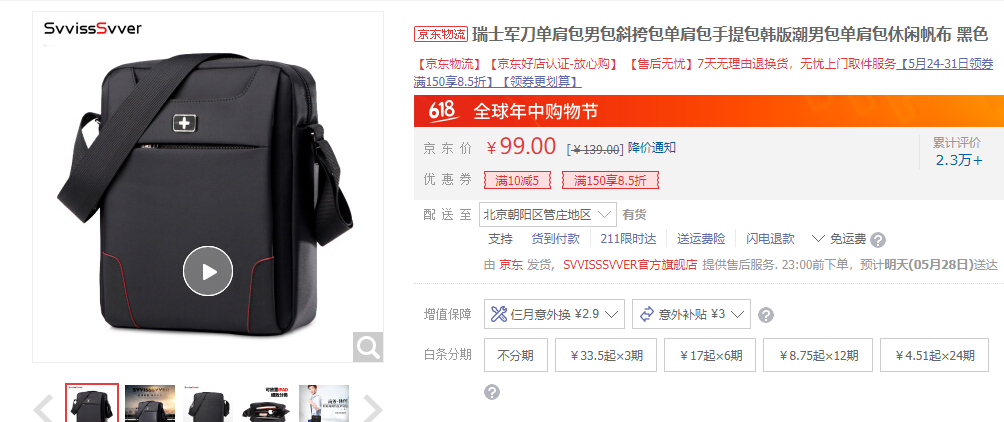 SvvissSvver
京东物流 瑞士军刀单肩包男包斜挎包单肩包手提包韩版潮男包单肩包休闲帆布 黑色
【京东物流】【京东好店认证-放心购】 【售后无忧】7天无理由退换货，无忧上门取件服务【5月24-31日领券
满150享8.5折】【领券更划算】
618 全球年中购物节
京 东 价 ￥99.00 [￥139.00] 降价通知
累计评价
2.3万+
优 惠 券 满10减5 满150享8.5折
配 送 至 北京朝阳区管庄地区 有货
支持 货到付款 211限时达 送运费险 闪电退款 免运费 ?
由 京东 发货，SVVISSSVVER官方旗舰店 提供售后服务. 23:00前下单，预计明天(05月28日)送达
增值保障 仨月意外换 ¥2.9 意外补贴 ¥3 ?
白条分期 不分期 ￥33.5起×3期 ￥17起×6期 ￥8.75起×12期 ￥4.51起×24期
?
SvvissSvver
可放置iPAD